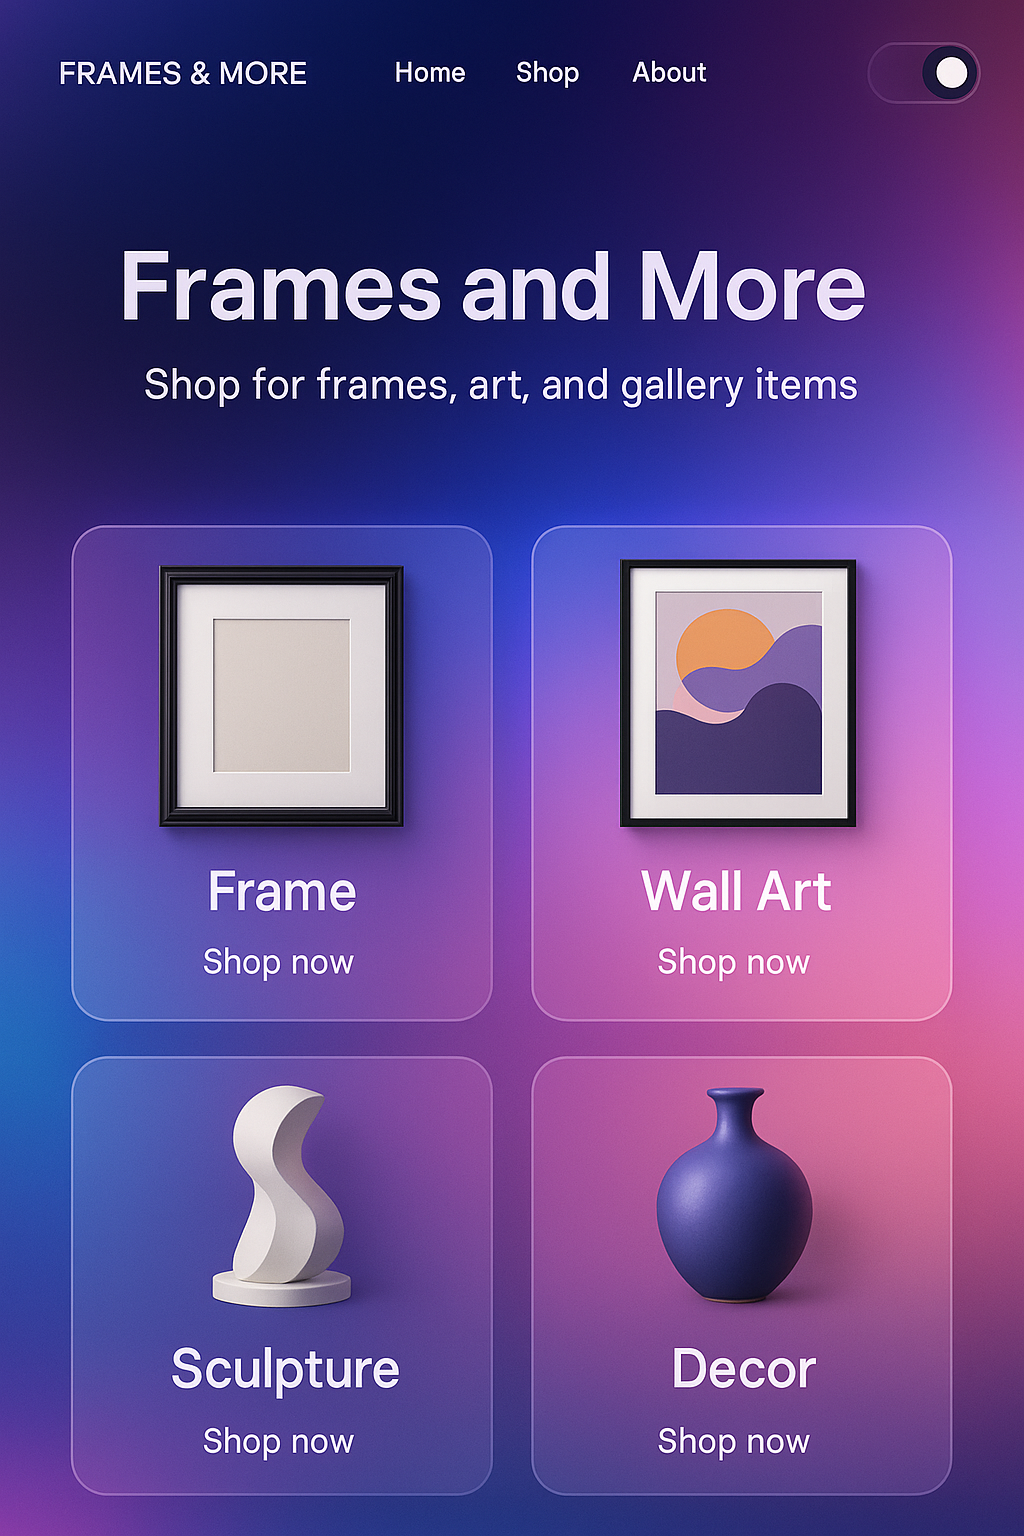 FRAMES & MORE
Home
Shop
About
Frames and More
Shop for frames, art, and gallery items
Frame
Shop now
Wall Art
Shop now
Sculpture
Shop now
Decor
Shop now